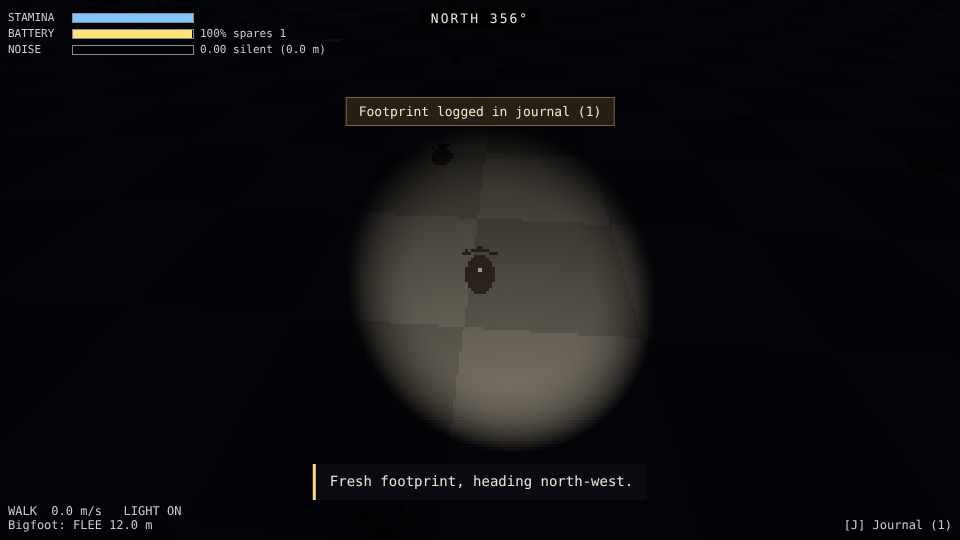 STAMINA
NORTH 356°
BATTERY 100% spares 1
NOISE 0.00 silent (0.0 m)
Footprint logged in journal (1)
Fresh footprint, heading north-west.
WALK 0.0 m/s LIGHT ON
Bigfoot: FLEE 12.0 m
[J] Journal (1)